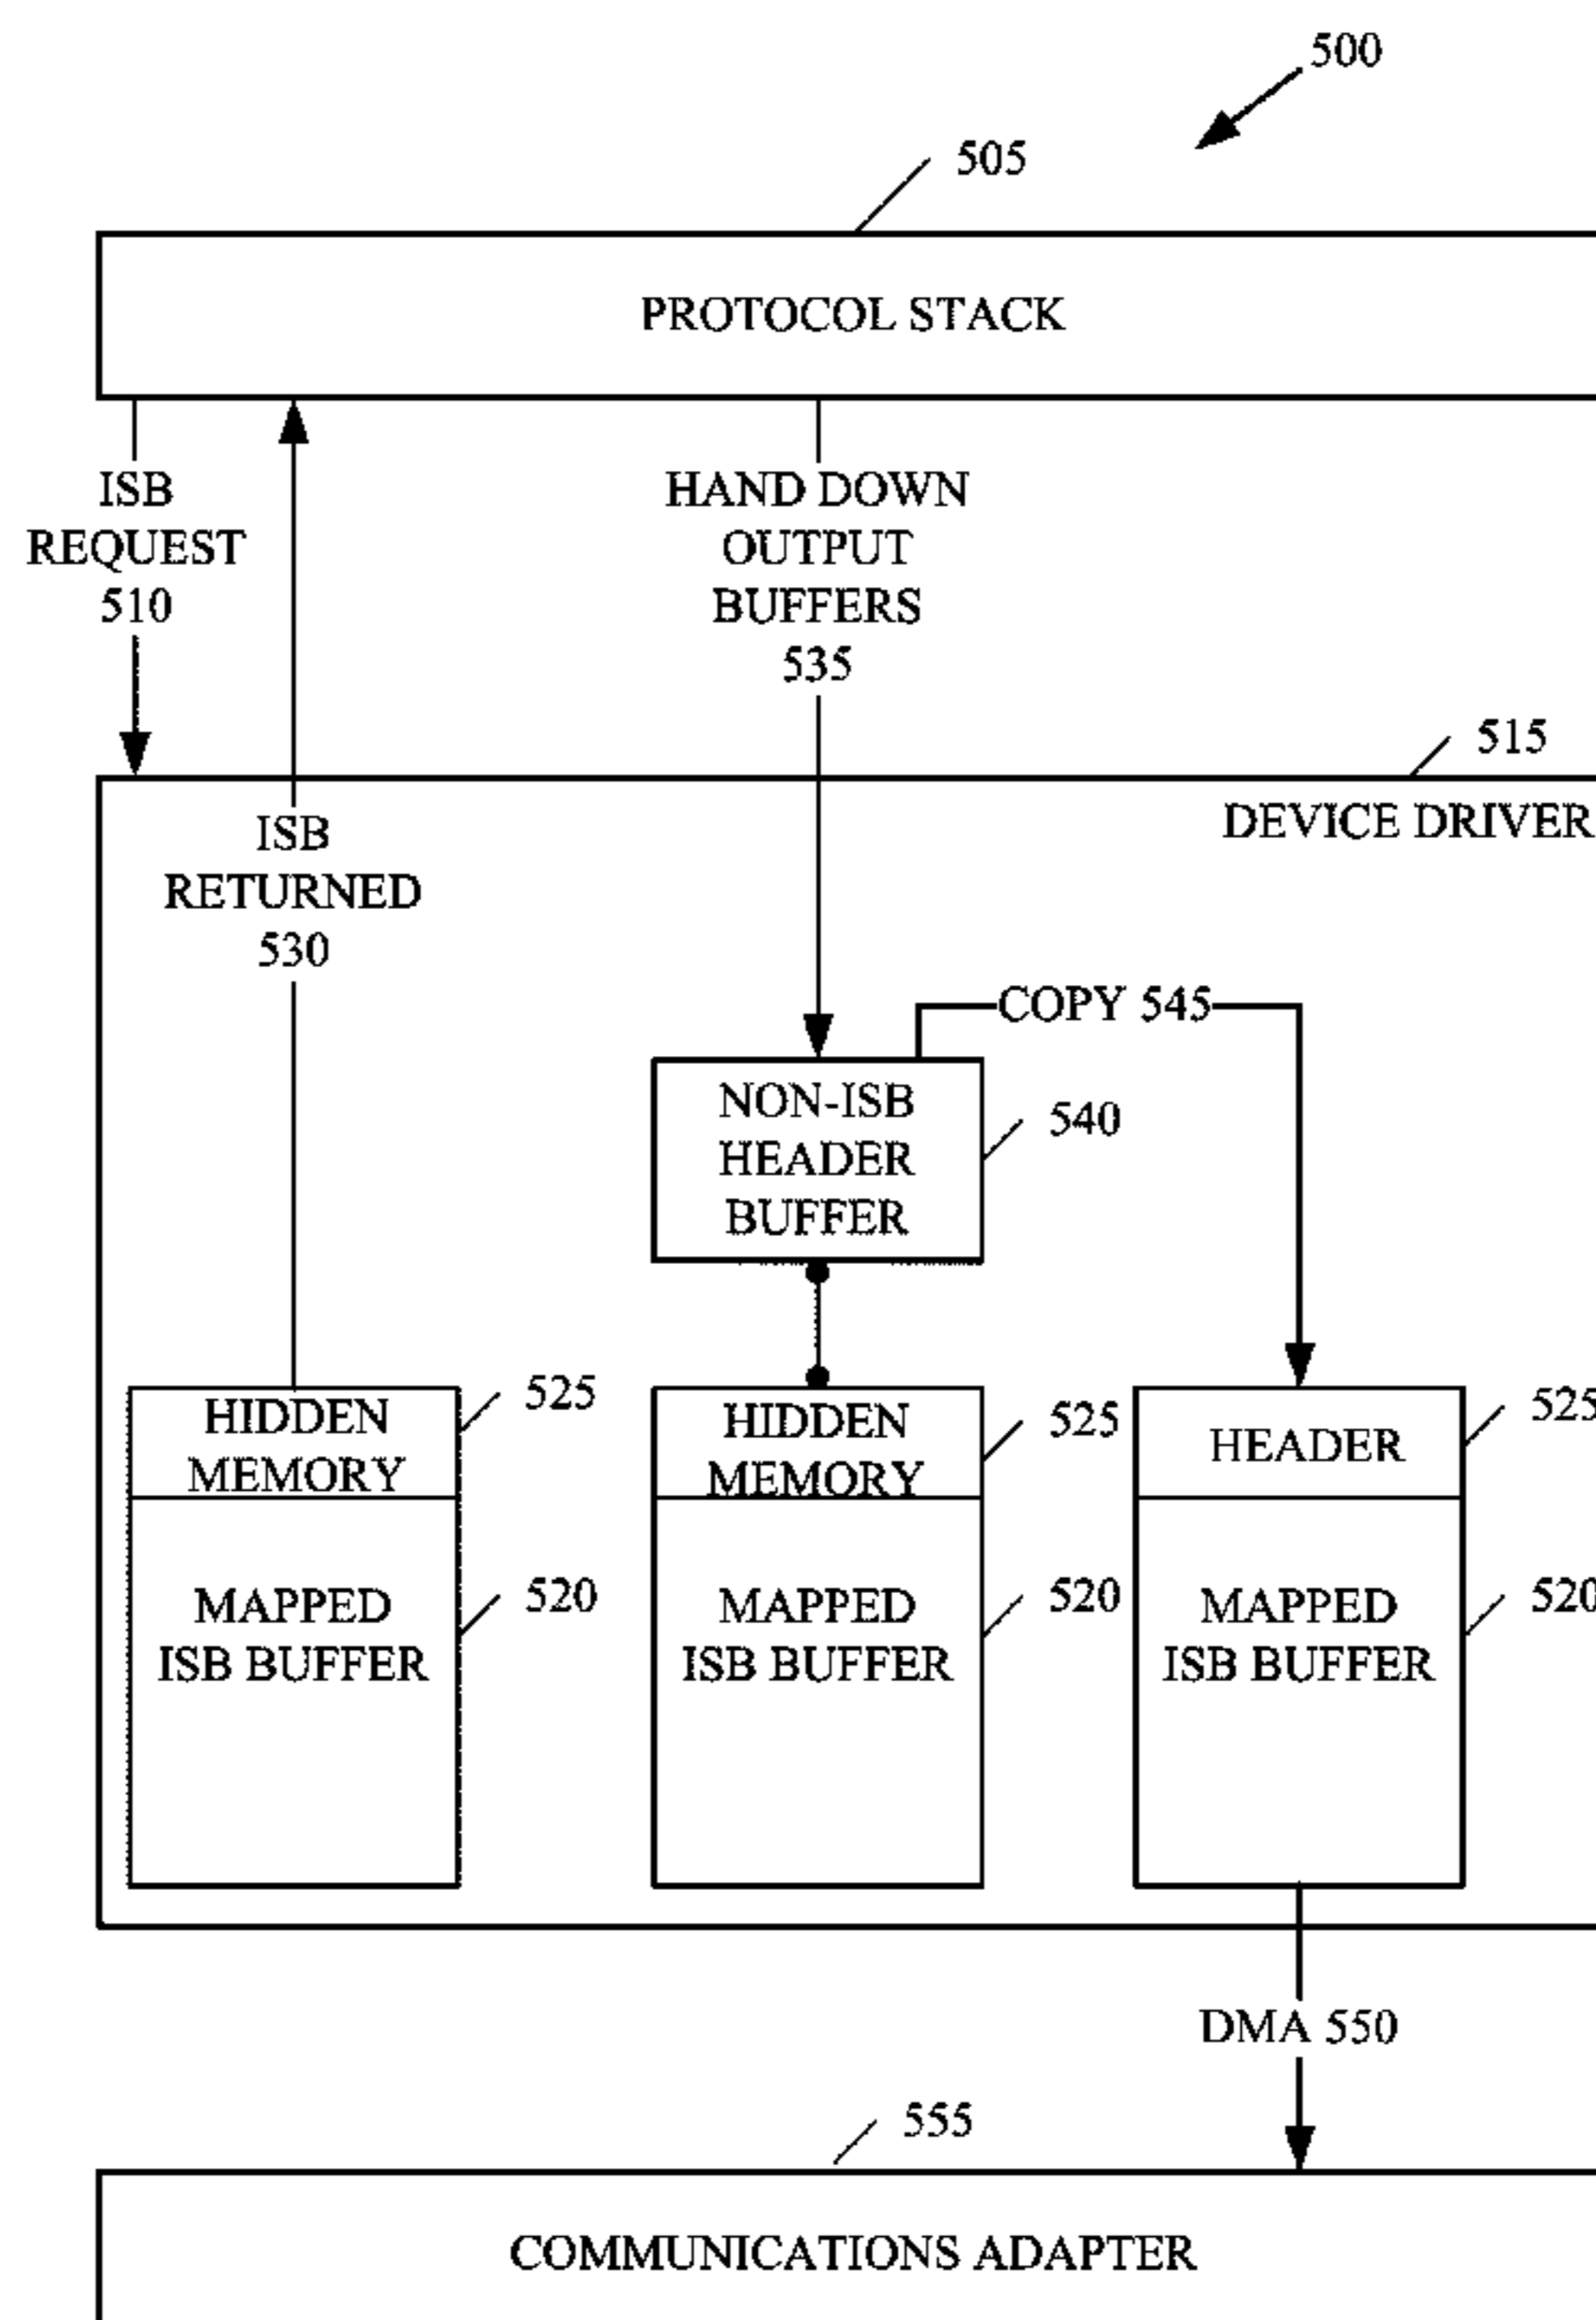 500
505
PROTOCOL STACK
ISB
REQUEST
510
HAND DOWN
OUTPUT
BUFFERS
535
515
DEVICE DRIVER
ISB
RETURNED
530
COPY 545
NON-ISB
HEADER
BUFFER
540
HIDDEN
MEMORY
525
MAPPED
ISB BUFFER
520
HIDDEN
MEMORY
525
MAPPED
ISB BUFFER
520
HEADER
525
MAPPED
ISB BUFFER
520
DMA 550
555
COMMUNICATIONS ADAPTER